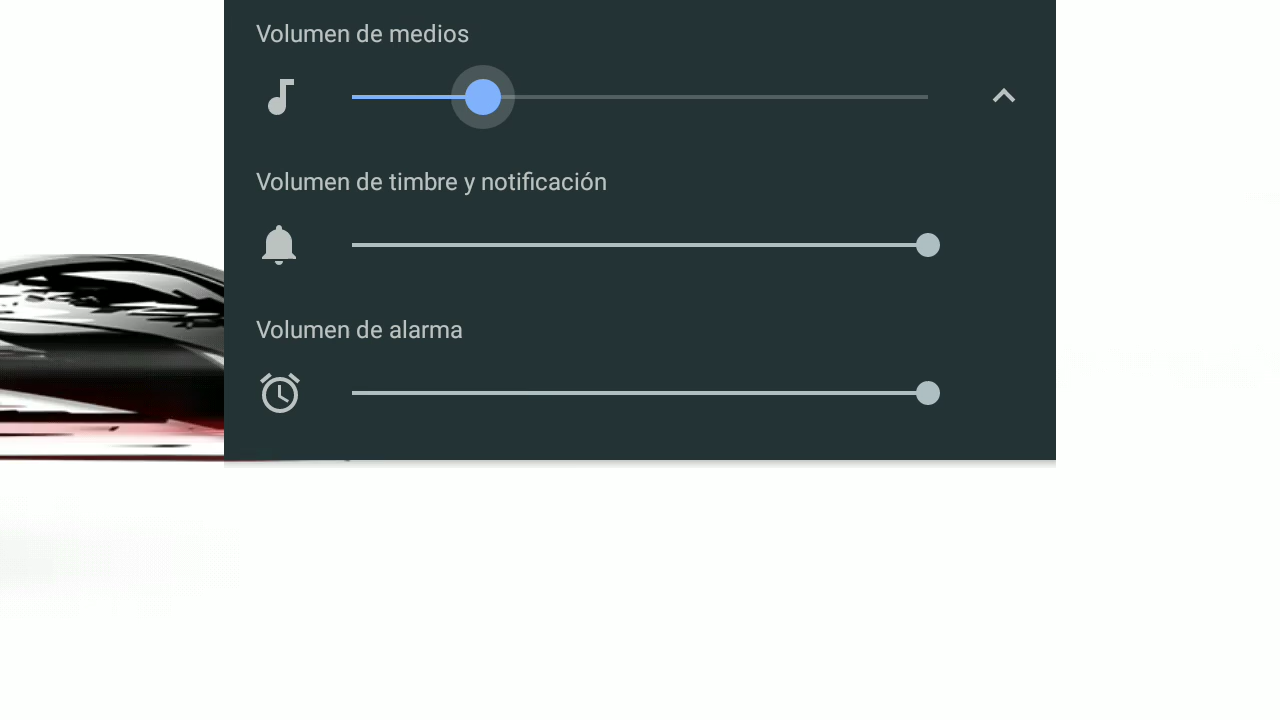 Volumen de medios
Volumen de timbre y notificación
Volumen de alarma